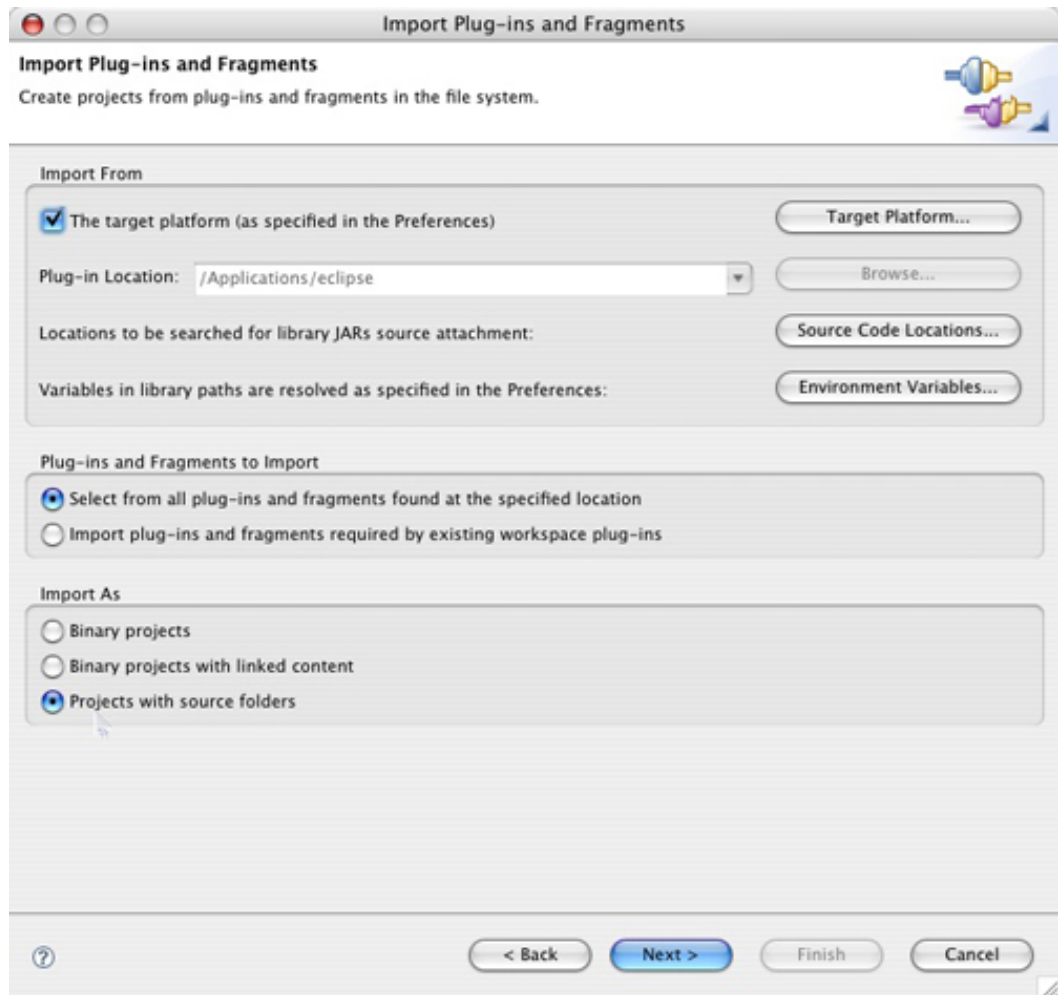 Import Plug-ins and Fragments
Import Plug-ins and Fragments
Create projects from plug-ins and fragments in the file system.
Import From
The target platform (as specified in the Preferences)
Target Platform...
Plug-in Location:
/Applications/eclipse
Browse...
Locations to be searched for library JARs source attachment:
Source Code Locations...
Variables in library paths are resolved as specified in the Preferences:
Environment Variables...
Plug-ins and Fragments to Import
Select from all plug-ins and fragments found at the specified location
Import plug-ins and fragments required by existing workspace plug-ins
Import As
Binary projects
Binary projects with linked content
Projects with source folders
?
< Back
Next >
Finish
Cancel